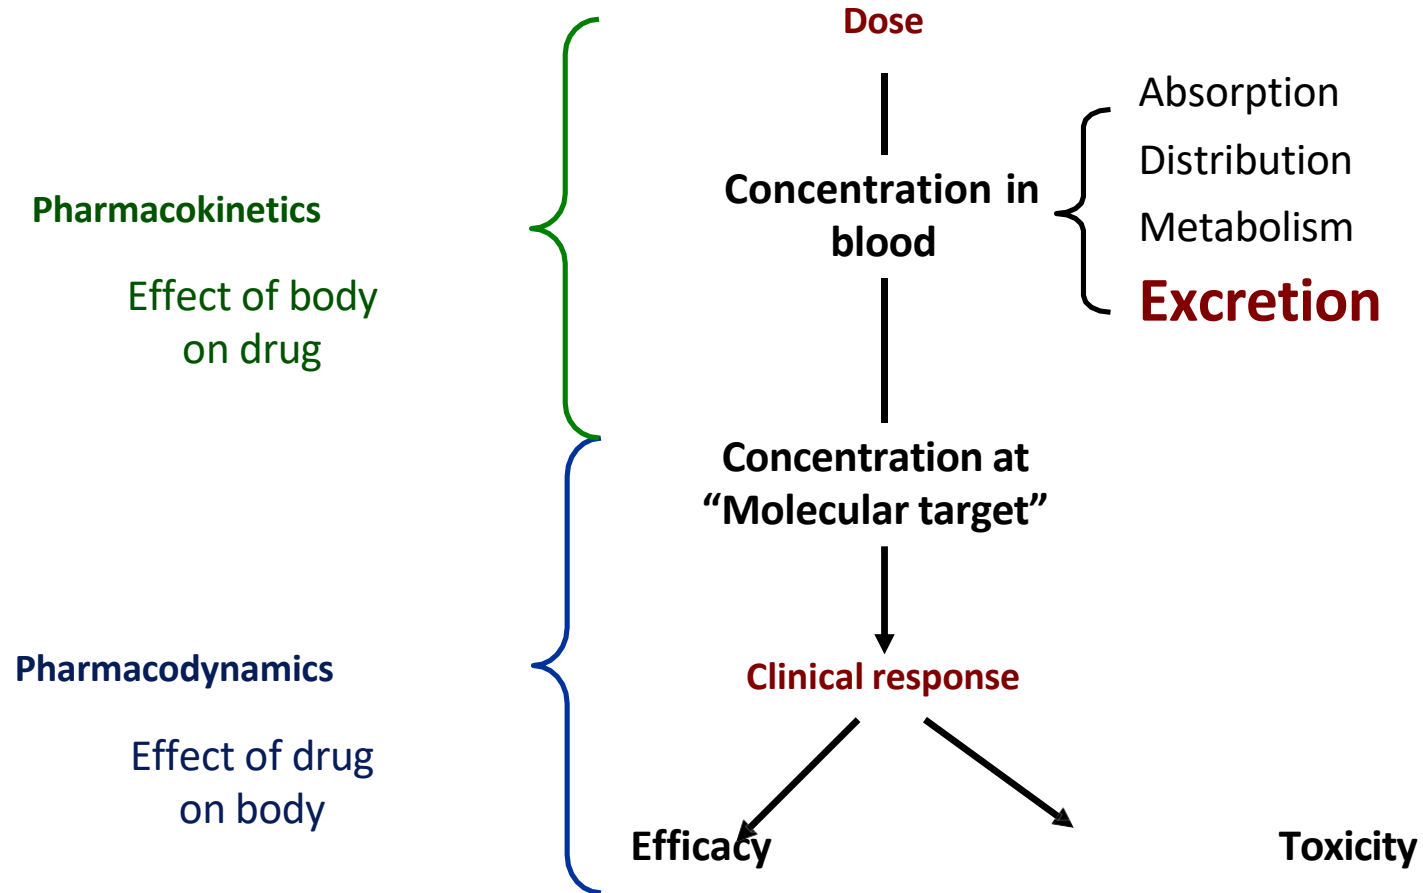 Dose
Absorption
Distribution
Metabolism
Excretion
Concentration in
blood
Pharmacokinetics
Effect of body
on drug
Concentration at
“Molecular target”
Pharmacodynamics
Clinical response
Effect of drug
on body
Efficacy
Toxicity